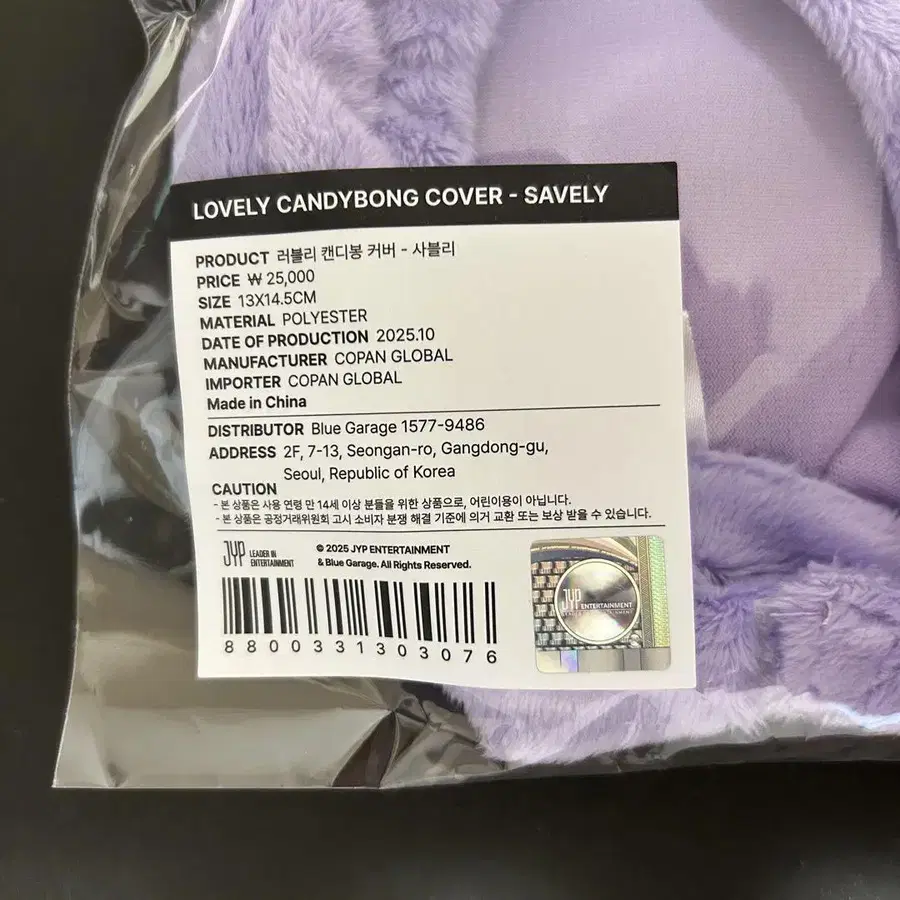 LOVELY CANDYBONG COVER - SAVELY
PRODUCT 러블리 캔디봉 커버 - 사블리
PRICE ₩ 25,000
SIZE 13X14.5CM
MATERIAL POLYESTER
DATE OF PRODUCTION 2025.10
MANUFACTURER COPAN GLOBAL
IMPORTER COPAN GLOBAL
Made in China
DISTRIBUTOR Blue Garage 1577-9486
ADDRESS 2F, 7-13, Seongan-ro, Gangdong-gu,
Seoul, Republic of Korea
CAUTION
- 본 상품은 사용 연령 만 14세 이상 분들을 위한 상품으로, 어린이용이 아닙니다.
- 본 상품은 공정거래위원회 고시 소비자 분쟁 해결 기준에 의거 교환 또는 보상 받을 수 있습니다.
JYP LEADER IN
ENTERTAINMENT
© 2025 JYP ENTERTAINMENT
& Blue Garage. All Rights Reserved.
8800331303076
JYP ENTERTAINMENT